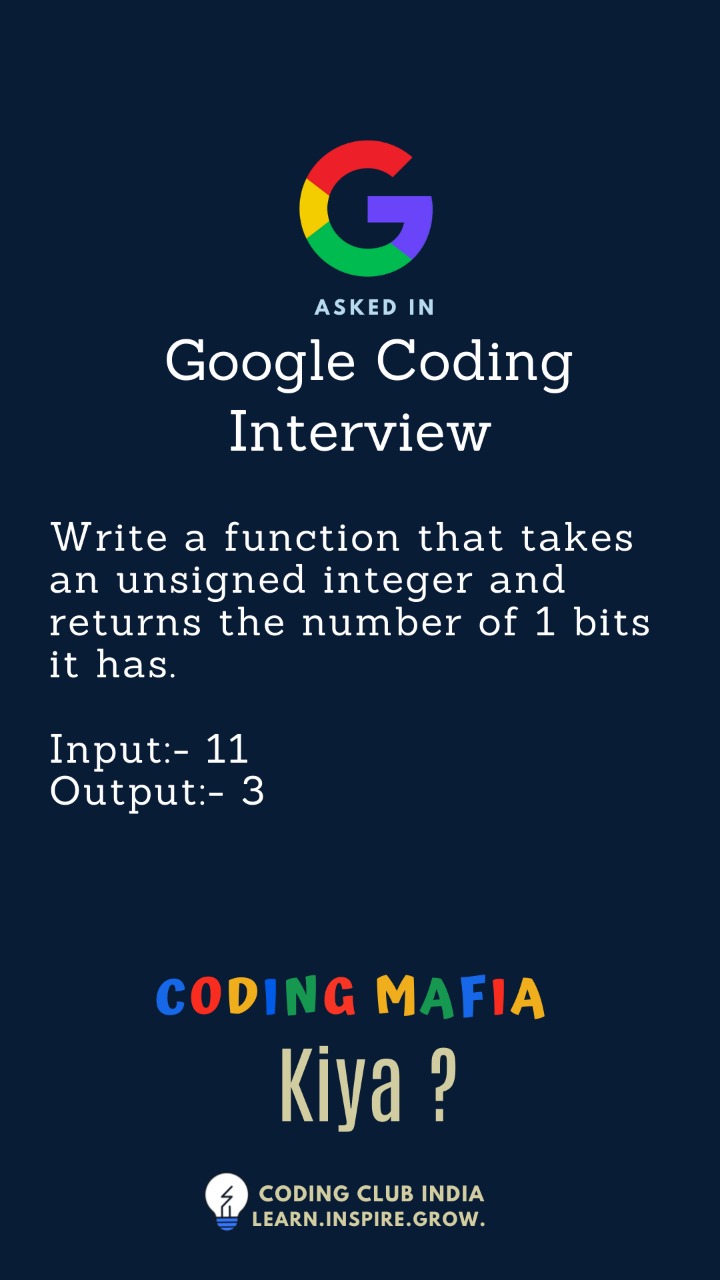 ASKED IN
Google Coding
Interview
Write a function that takes
an unsigned integer and
returns the number of 1 bits
it has.
Input:- 11
Output:- 3
CODING MAFIA
Kiya ?
CODING CLUB INDIA
LEARN.INSPIRE.GROW.